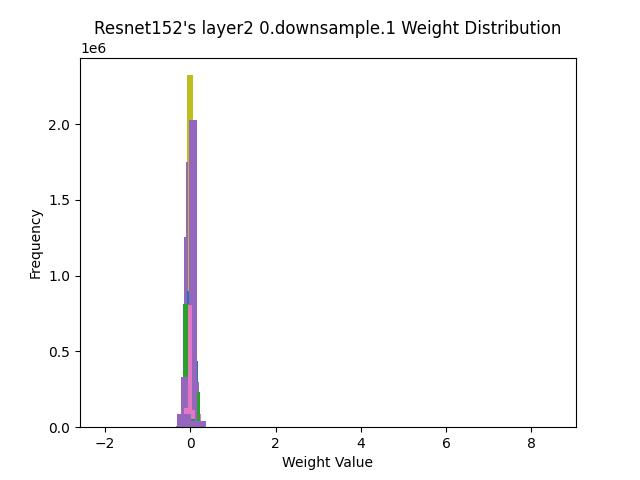 Resnet152's layer2 0.downsample.1 Weight Distribution
1e6
2.0
1.5
1.0
0.5
0.0
Frequency
−2 0 2 4 6 8
Weight Value